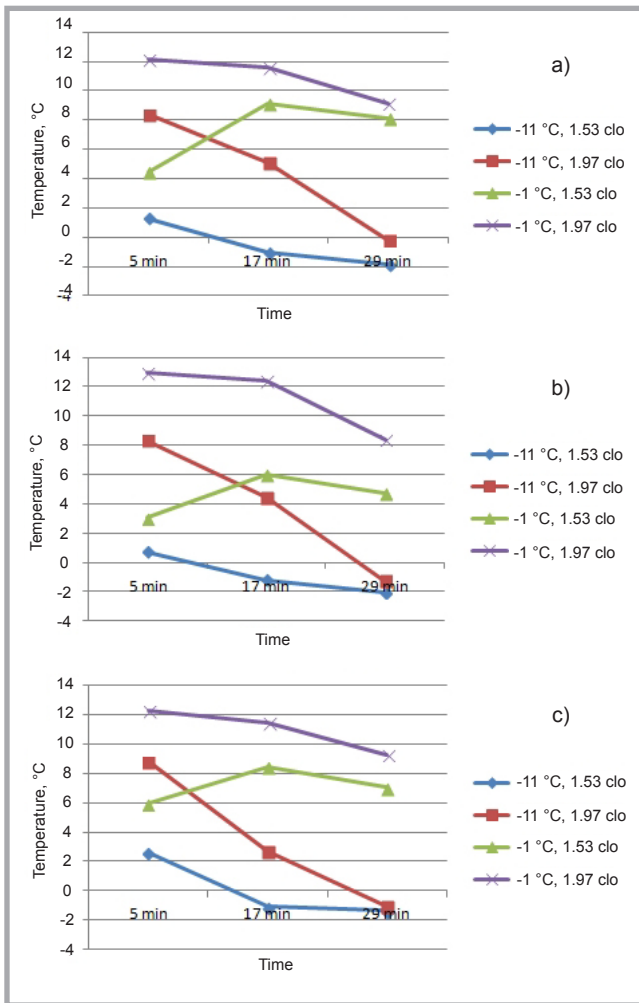 14
12
10
8
6
4
2
0
-2
-4
-4
Temperature, °C
5 min 17 min 29 min
Time
a)
-11 °C, 1.53 clo
-11 °C, 1.97 clo
-1 °C, 1.53 clo
-1 °C, 1.97 clo
14
12
10
8
6
4
2
0
-2
-4
Temperature, °C
5 min 17 min 29 min
Time
b)
-11 °C, 1.53 clo
-11 °C, 1.97 clo
-1 °C, 1.53 clo
-1 °C, 1.97 clo
14
12
10
8
6
4
2
0
-2
-4
Temperature, °C
5 min 17 min 29 min
Time
c)
-11 °C, 1.53 clo
-11 °C, 1.97 clo
-1 °C, 1.53 clo
-1 °C, 1.97 clo